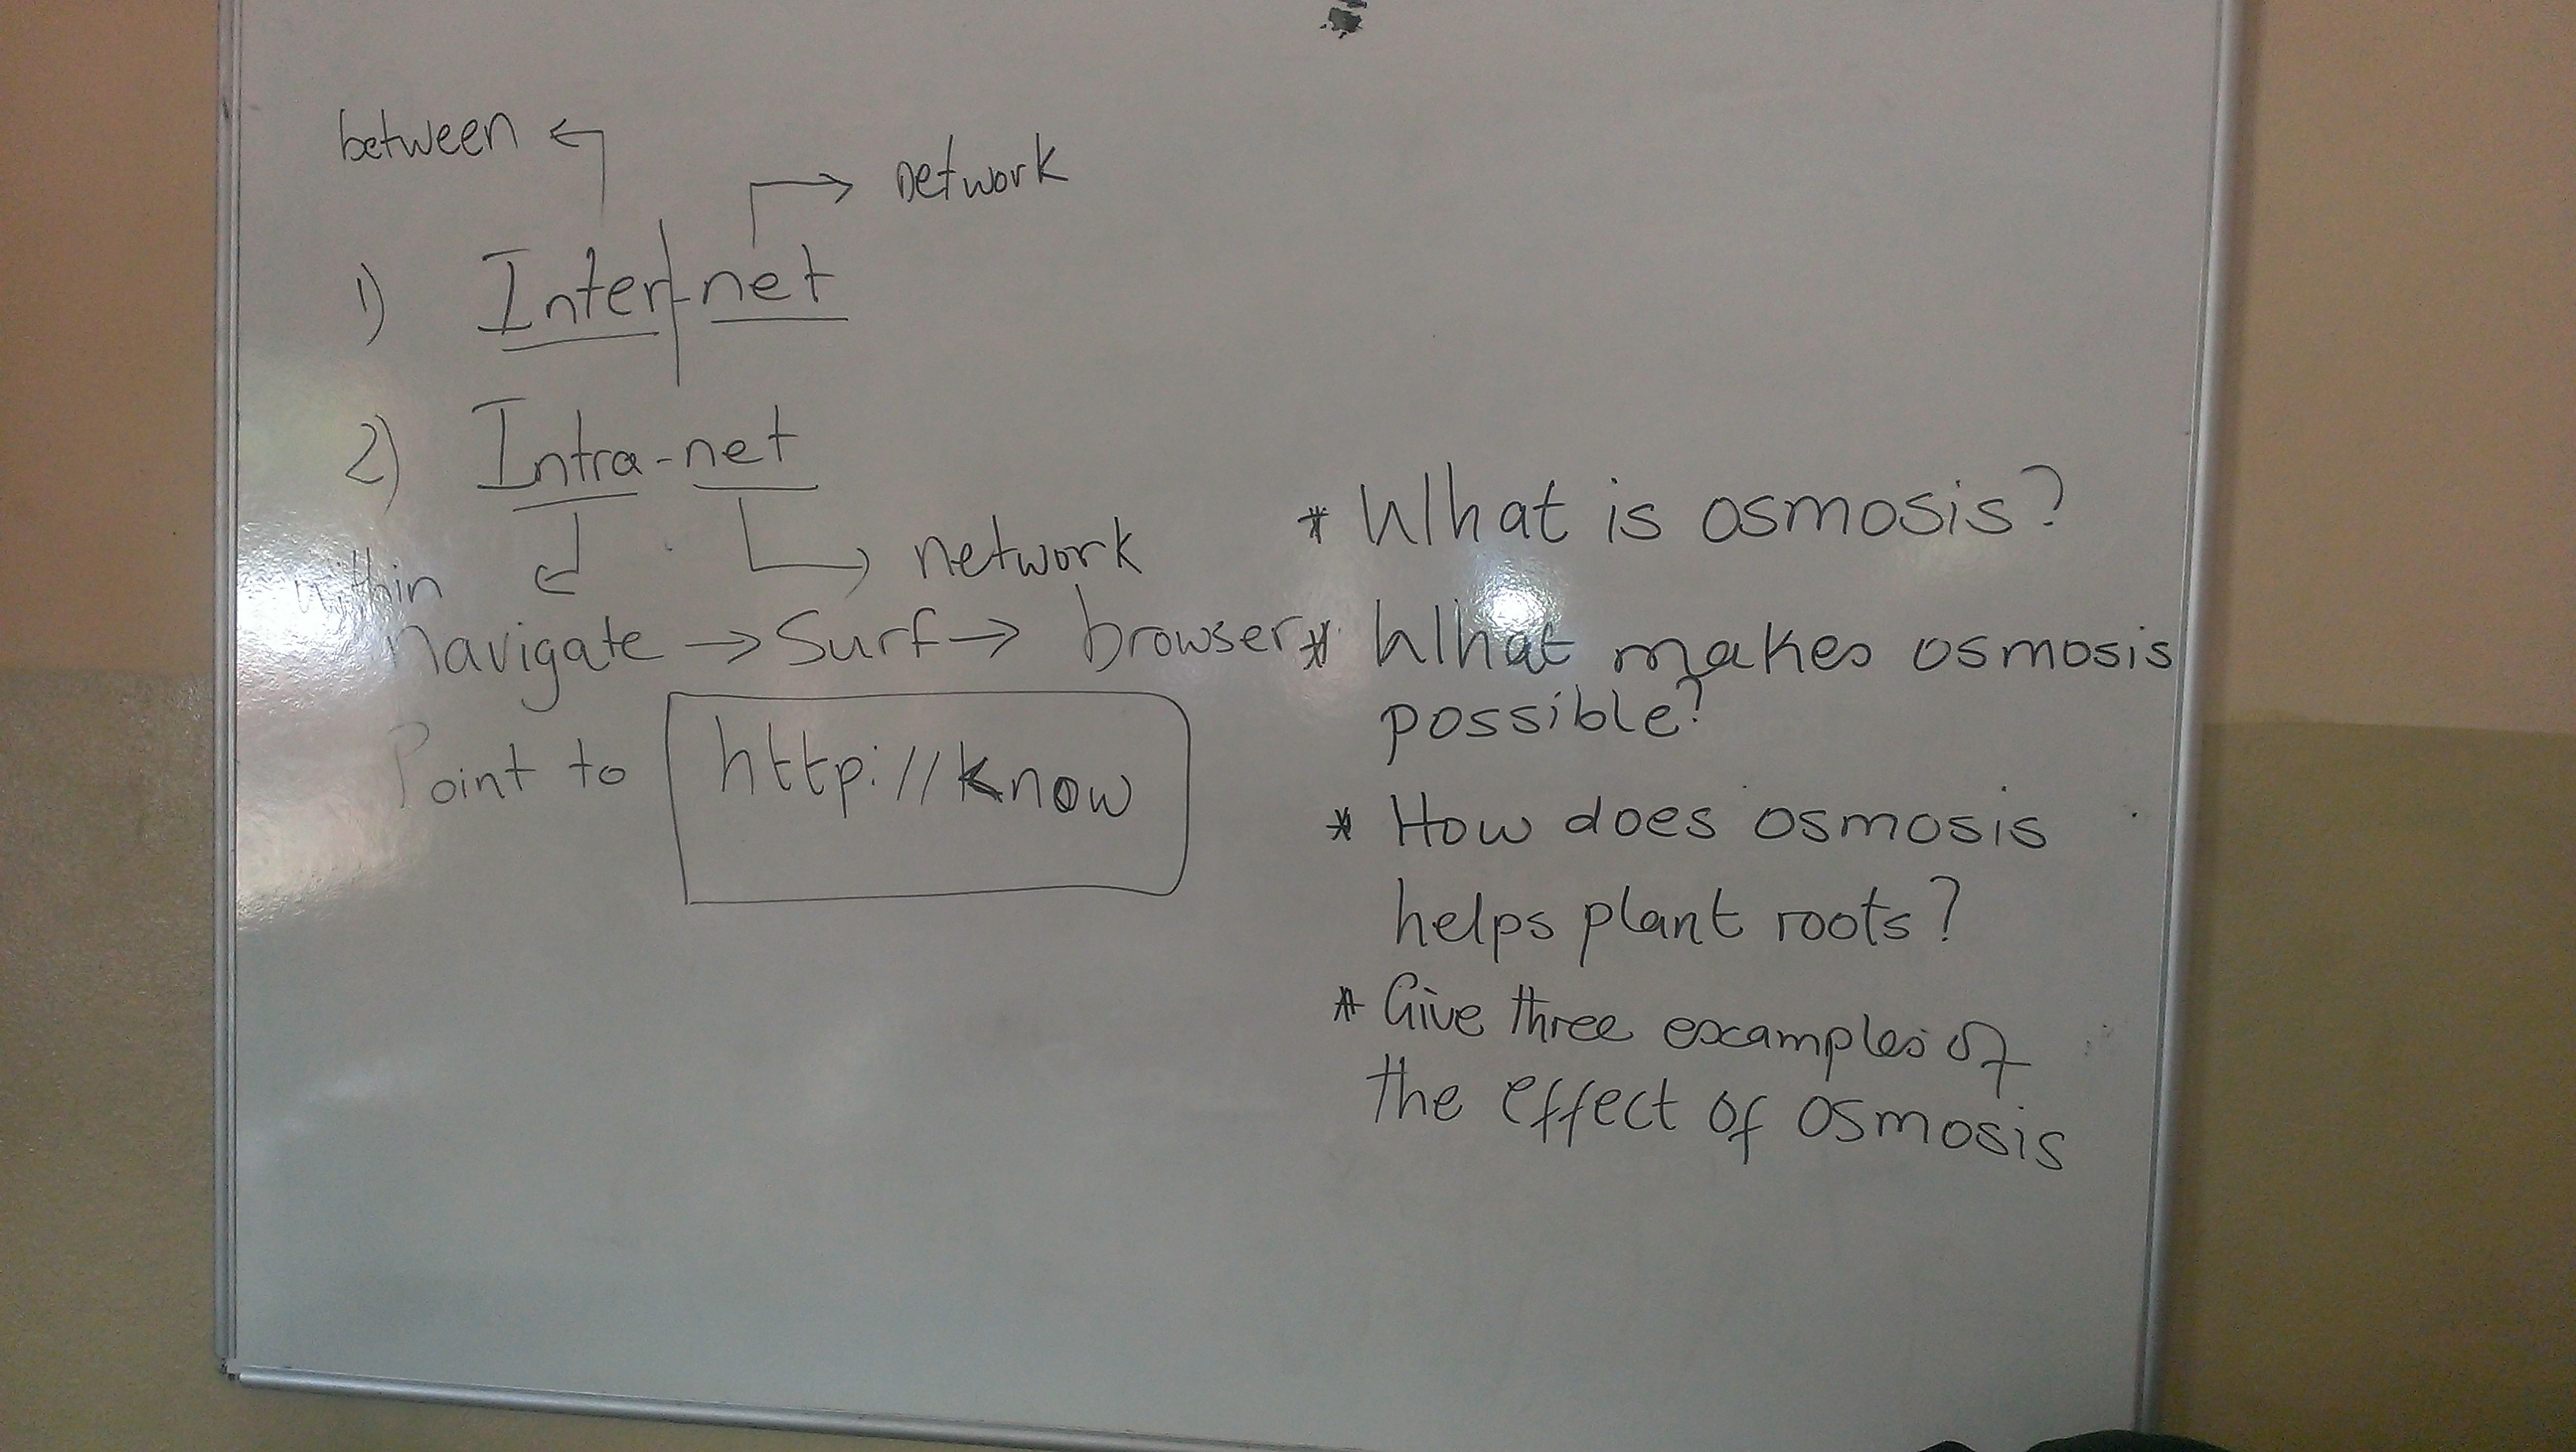 between
network
1) Inter-net
2) Intra-net
within
network
navigate → Surf → browser
Point to http://know
* What is osmosis?
* What makes osmosis
possible?
* How does osmosis
helps plant roots?
* Give three examples of
the effect of osmosis